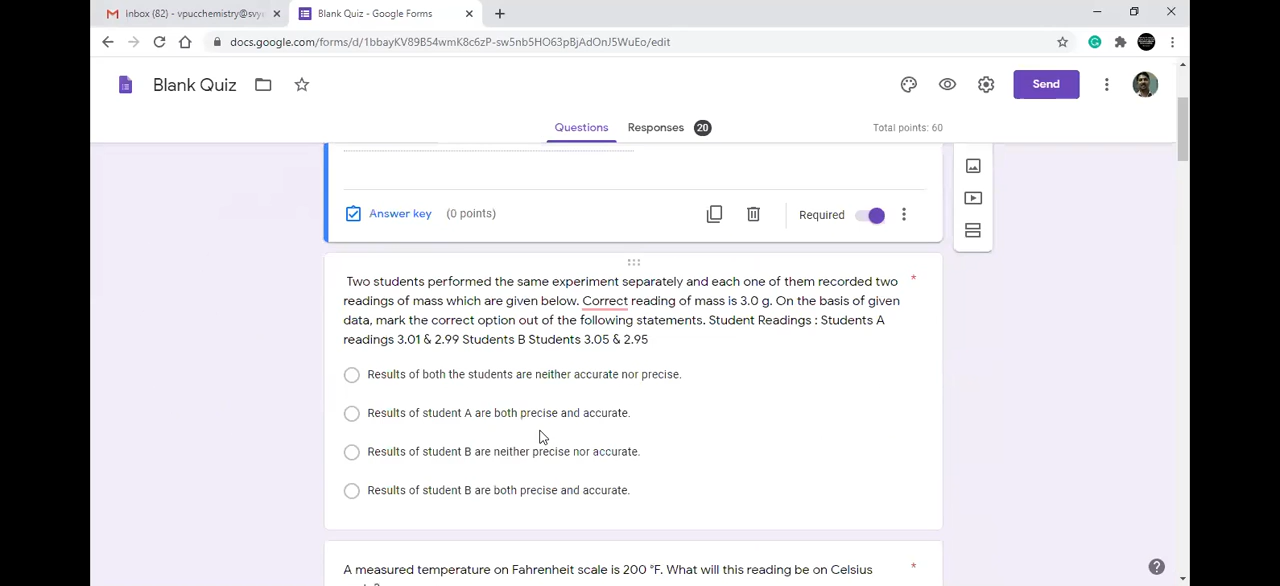 Inbox (82) - vpucchemistry@svy
Blank Quiz - Google Forms
docs.google.com/forms/d/1bbayKV89B54wmK8c6zP-sw5nb5HO63pBjAdOnJ5WuEo/edit
Blank Quiz
Send
Questions
Responses 20
Total points: 60
Answer key (0 points)
Required
Two students performed the same experiment separately and each one of them recorded two *
readings of mass which are given below. Correct reading of mass is 3.0 g. On the basis of given
data, mark the correct option out of the following statements. Student Readings : Students A
readings 3.01 & 2.99 Students B Students 3.05 & 2.95
Results of both the students are neither accurate nor precise.
Results of student A are both precise and accurate.
Results of student B are neither precise nor accurate.
Results of student B are both precise and accurate.
A measured temperature on Fahrenheit scale is 200 °F. What will this reading be on Celsius *